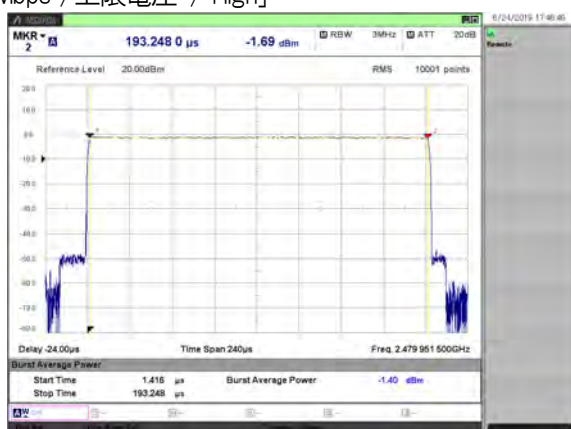 Mbps / 上限電圧 / High]
6/24/2019 17:46:46
MKR
2
193.248 0 µs
-1.69 dBm
RBW 3MHz
ATT 20dB
Remote
Reference Level 20.00dBm
RMS 10001 points
20.0
10.0
0.0
-10.0
-20.0
-30.0
-40.0
-50.0
-60.0
-70.0
-80.0
Delay -24.00µs
Time Span 240µs
Freq. 2.479 951 500GHz
Burst Average Power
Start Time 1.416 µs
Burst Average Power -1.40 dBm
Stop Time 193.248 µs